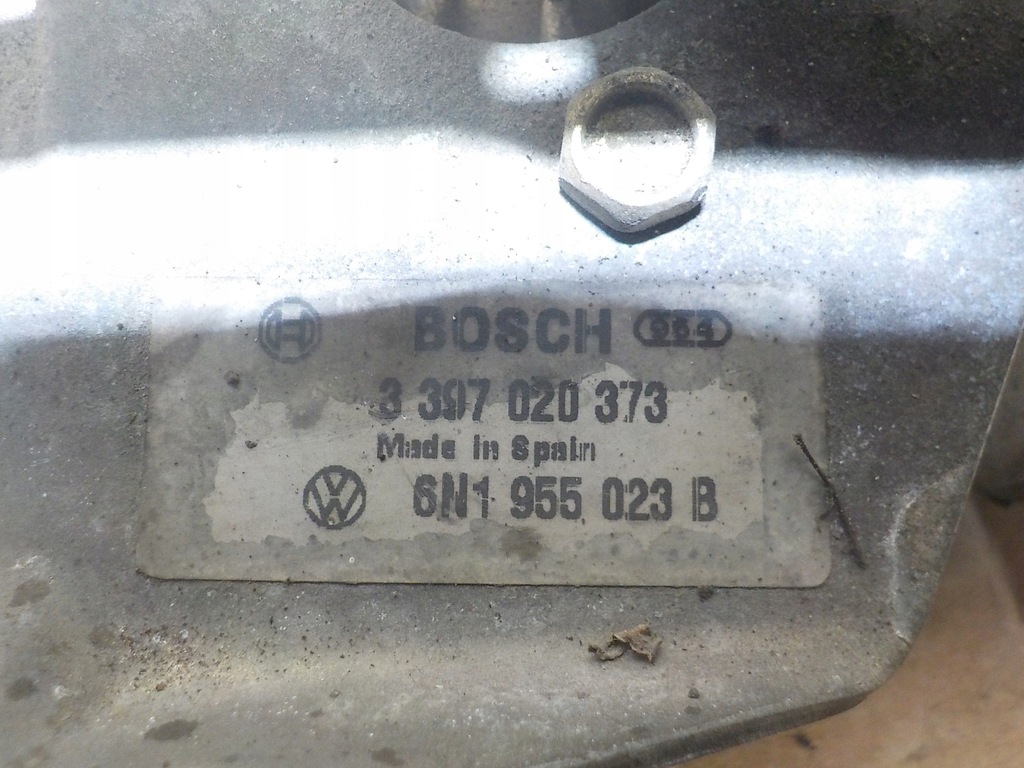 BOSCH
3 397 020 373
Made in Spain
6N1 955 023 B